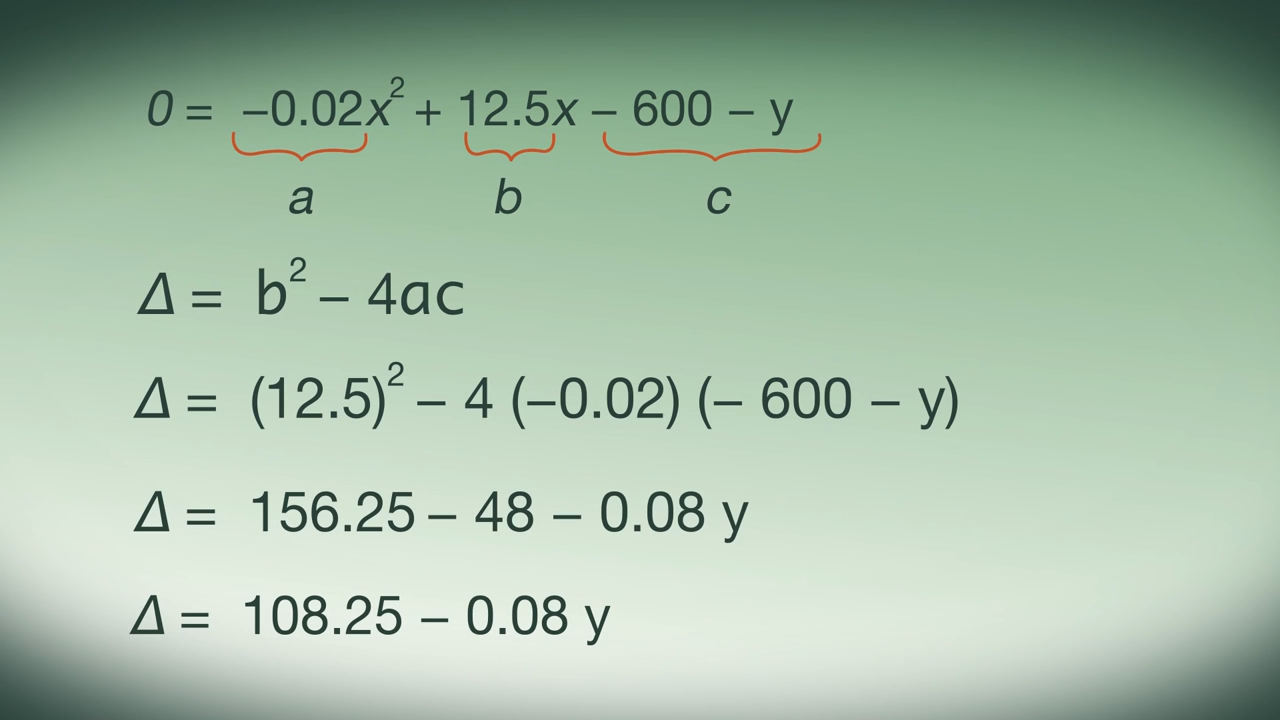 0 = −0.02x² + 12.5x − 600 − y
a b c
Δ = b² − 4ac
Δ = (12.5)² − 4 (−0.02) (− 600 − y)
Δ = 156.25 − 48 − 0.08 y
Δ = 108.25 − 0.08 y